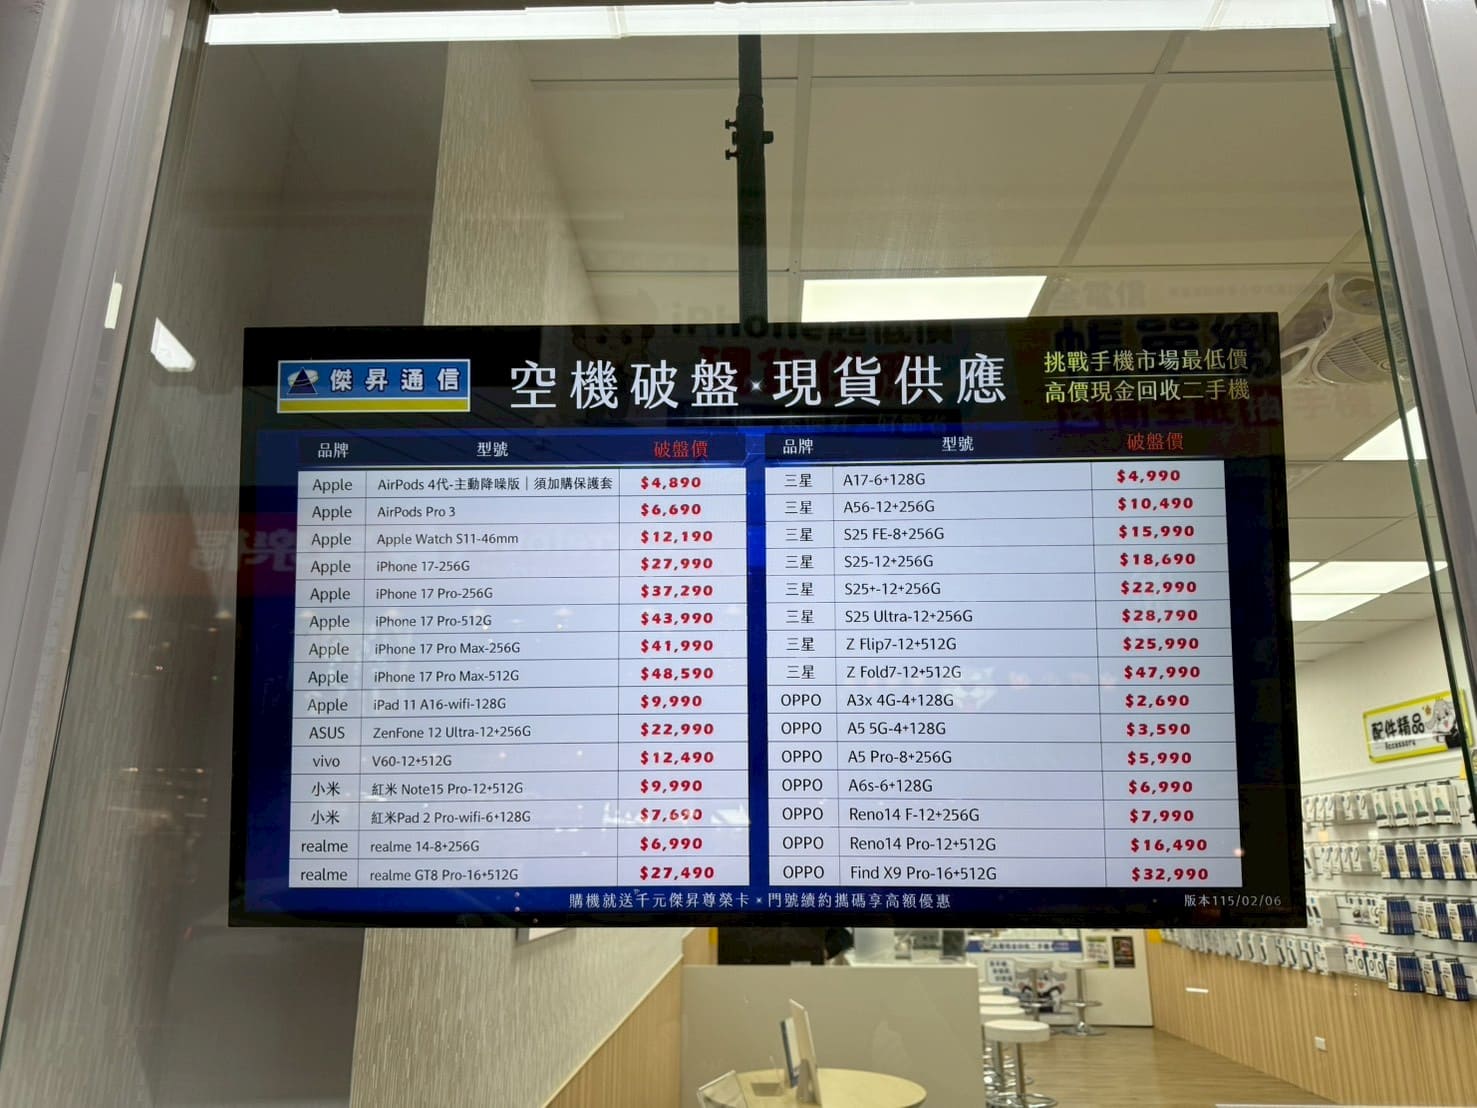 傑昇通信
空機破盤×現貨供應
挑戰手機市場最低價
高價現金回收二手機
品牌 型號 破盤價
Apple AirPods 4代-主動降噪版｜須加購保護套 $4,890
Apple AirPods Pro 3 $6,690
Apple Apple Watch S11-46mm $12,190
Apple iPhone 17-256G $27,990
Apple iPhone 17 Pro-256G $37,290
Apple iPhone 17 Pro-512G $43,990
Apple iPhone 17 Pro Max-256G $41,990
Apple iPhone 17 Pro Max-512G $48,590
Apple iPad 11 A16-wifi-128G $9,990
ASUS ZenFone 12 Ultra-12+256G $22,990
vivo V60-12+512G $12,490
小米 紅米 Note15 Pro-12+512G $9,990
小米 紅米Pad 2 Pro-wifi-6+128G $7,690
realme realme 14-8+256G $6,990
realme realme GT8 Pro-16+512G $27,490
品牌 型號 破盤價
三星 A17-6+128G $4,990
三星 A56-12+256G $10,490
三星 S25 FE-8+256G $15,990
三星 S25-12+256G $18,690
三星 S25+-12+256G $22,990
三星 S25 Ultra-12+256G $28,790
三星 Z Flip7-12+512G $25,990
三星 Z Fold7-12+512G $47,990
OPPO A3x 4G-4+128G $2,690
OPPO A5 5G-4+128G $3,590
OPPO A5 Pro-8+256G $5,990
OPPO A6s-6+128G $6,990
OPPO Reno14 F-12+256G $7,990
OPPO Reno14 Pro-12+512G $16,490
OPPO Find X9 Pro-16+512G $32,990
購機就送千元傑昇尊榮卡×門號續約攜碼享高額優惠
版本115/02/06
配件精品
Accessory